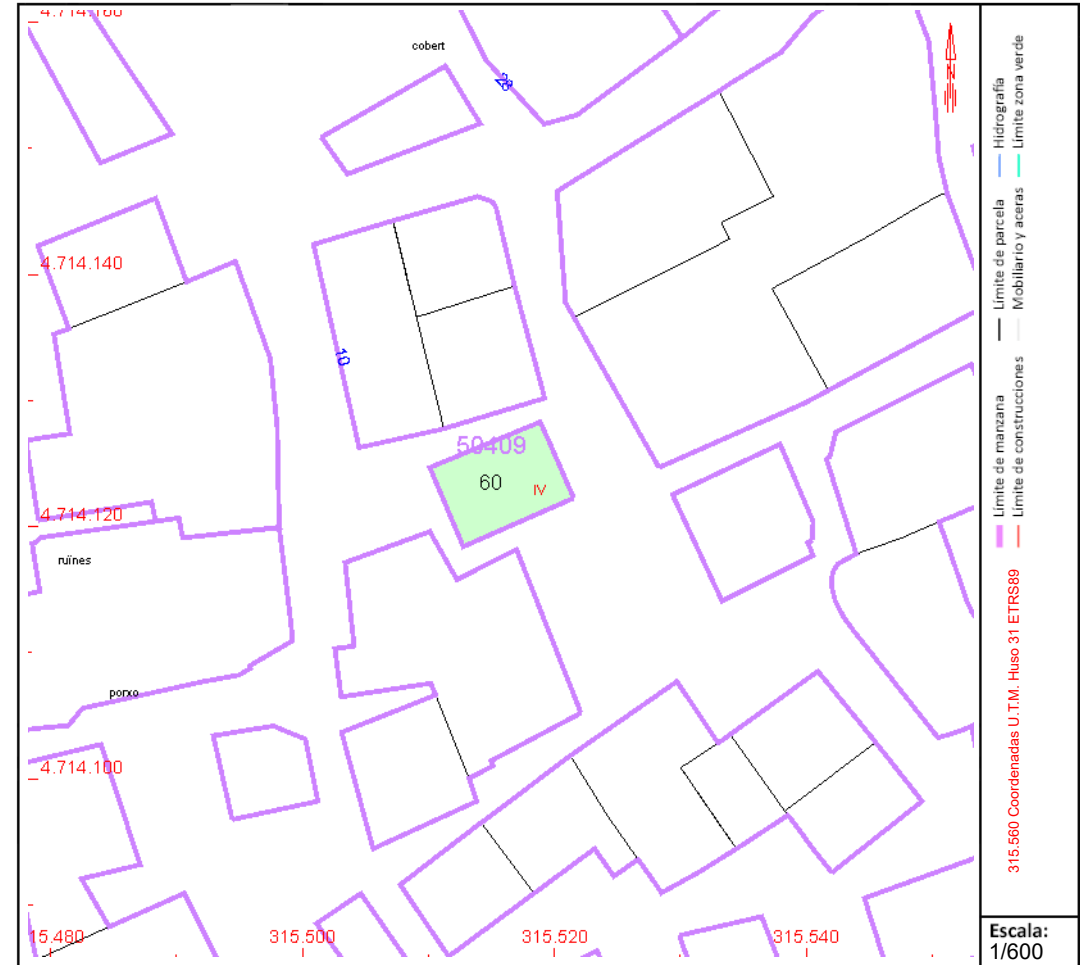 4.714.160
cobert
28
4.714.140
10
50409
60
IV
4.714.120
ruïnes
porxo
4.714.100
315.480
315.500
315.520
315.540
N
Límite de manzana
Límite de parcela
Hidrografía
Límite de construcciones
Mobiliario y aceras
Límite zona verde
315.560 Coordenadas U.T.M. Huso 31 ETRS89
Escala:
1/600